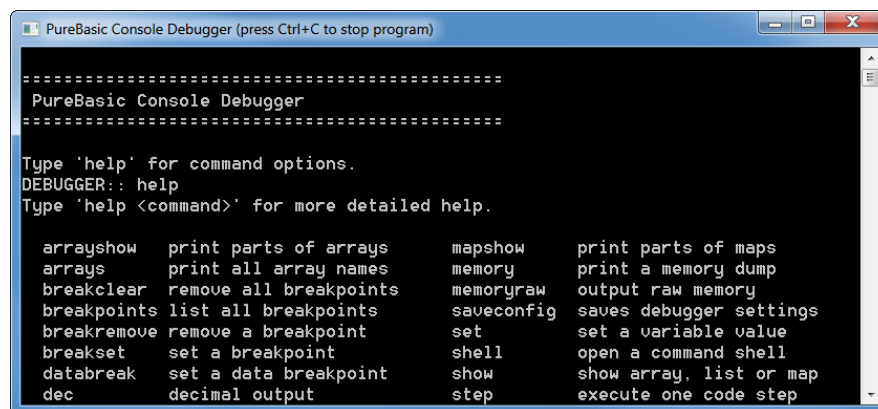 PureBasic Console Debugger (press Ctrl+C to stop program)
================================================
PureBasic Console Debugger
================================================
Type 'help' for command options.
DEBUGGER:: help
Type 'help <command>' for more detailed help.
arrayshow print parts of arrays mapshow print parts of maps
arrays print all array names memory print a memory dump
breakclear remove all breakpoints memoryraw output raw memory
breakpoints list all breakpoints saveconfig saves debugger settings
breakremove remove a breakpoint set set a variable value
breakset set a breakpoint shell open a command shell
databreak set a data breakpoint show show array, list or map
dec decimal output step execute one code step